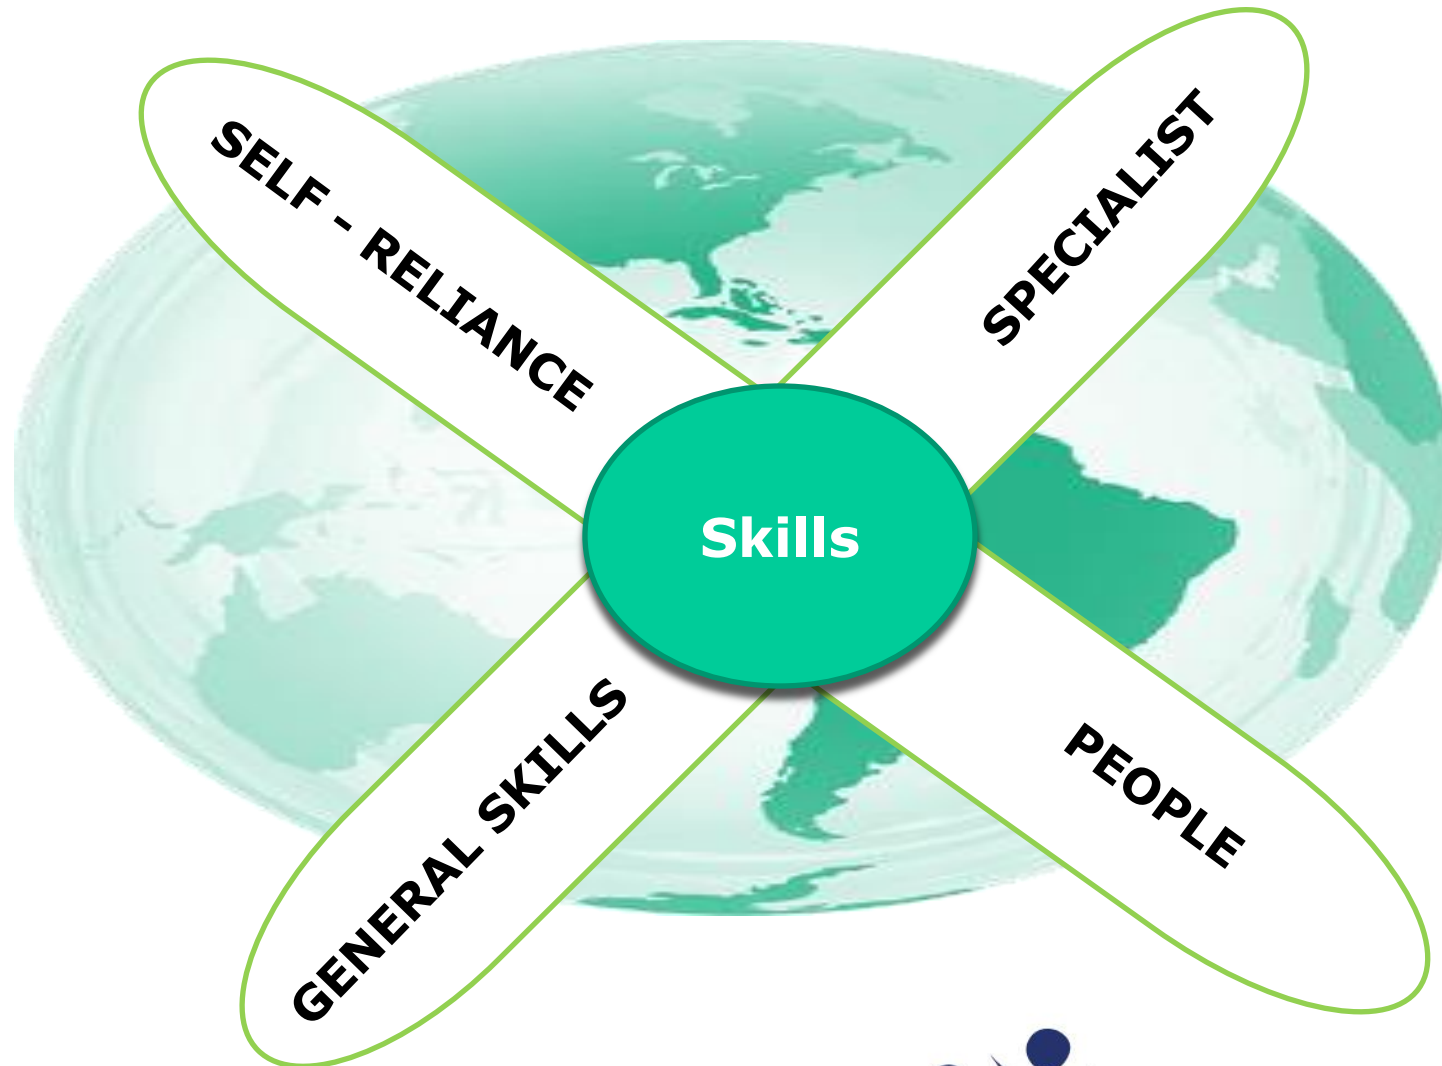 SELF - RELIANCE
SPECIALIST
Skills
GENERAL SKILLS
PEOPLE